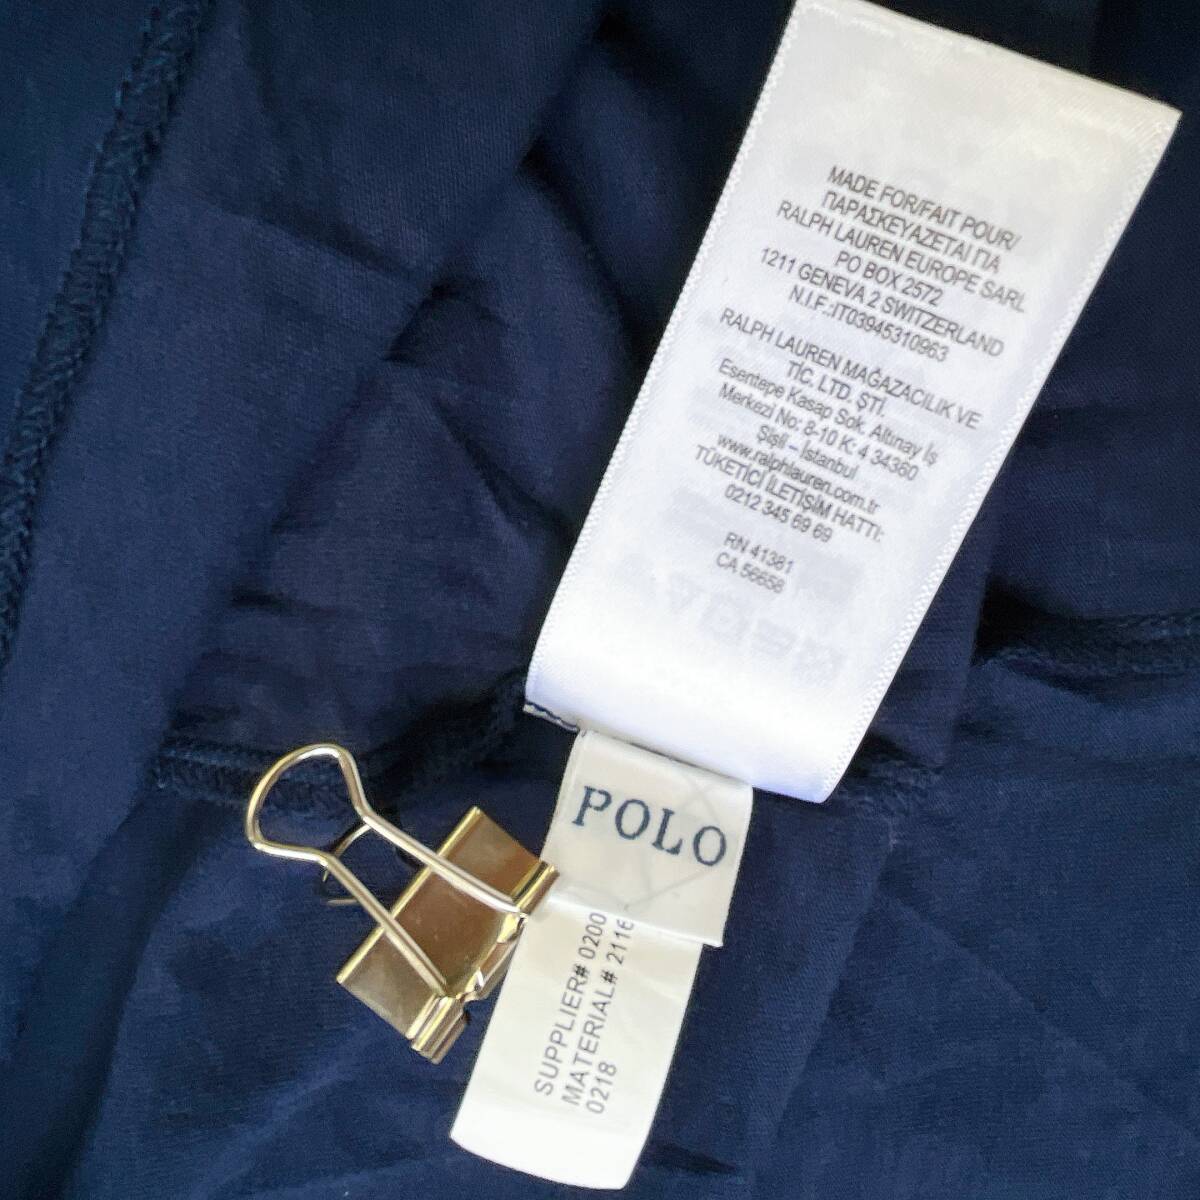 MADE FOR/FAIT POUR/
ΠΑΡΑΣΚΕΥΑΖΕΤΑΙ ΓΙΑ
RALPH LAUREN EUROPE SARL
PO BOX 2572
1211 GENEVA 2 SWITZERLAND
N.I.F.:IT03945310963
RALPH LAUREN MAĞAZACILIK VE
TİC. LTD. ŞTİ.
Esentepe Kasap Sok. Altınay İş
Merkezi No: 8-10 K: 4 34360
Şişli – İstanbul
www.ralphlauren.com.tr
TÜKETİCİ İLETİŞİM HATTI:
0212 345 69 69
RN 41381
CA 56658
POLO
SUPPLIER# 0200
MATERIAL# 2116
0218